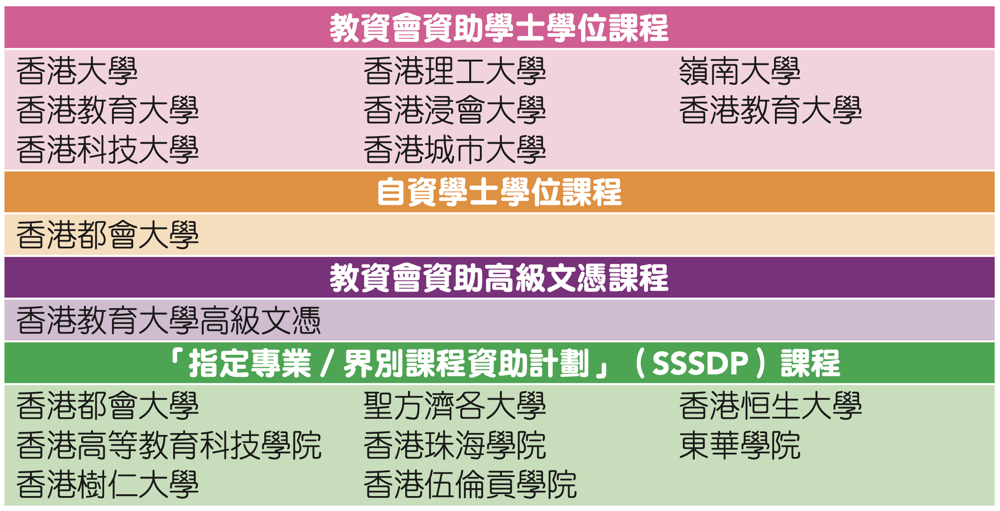 教資會資助學士學位課程
香港大學 香港理工大學 嶺南大學
香港教育大學 香港浸會大學 香港教育大學
香港科技大學 香港城市大學
自資學士學位課程
香港都會大學
教資會資助高級文憑課程
香港教育大學高級文憑
「指定專業 / 界別課程資助計劃」（SSSDP）課程
香港都會大學 聖方濟各大學 香港恒生大學
香港高等教育科技學院 香港珠海學院 東華學院
香港樹仁大學 香港伍倫貢學院